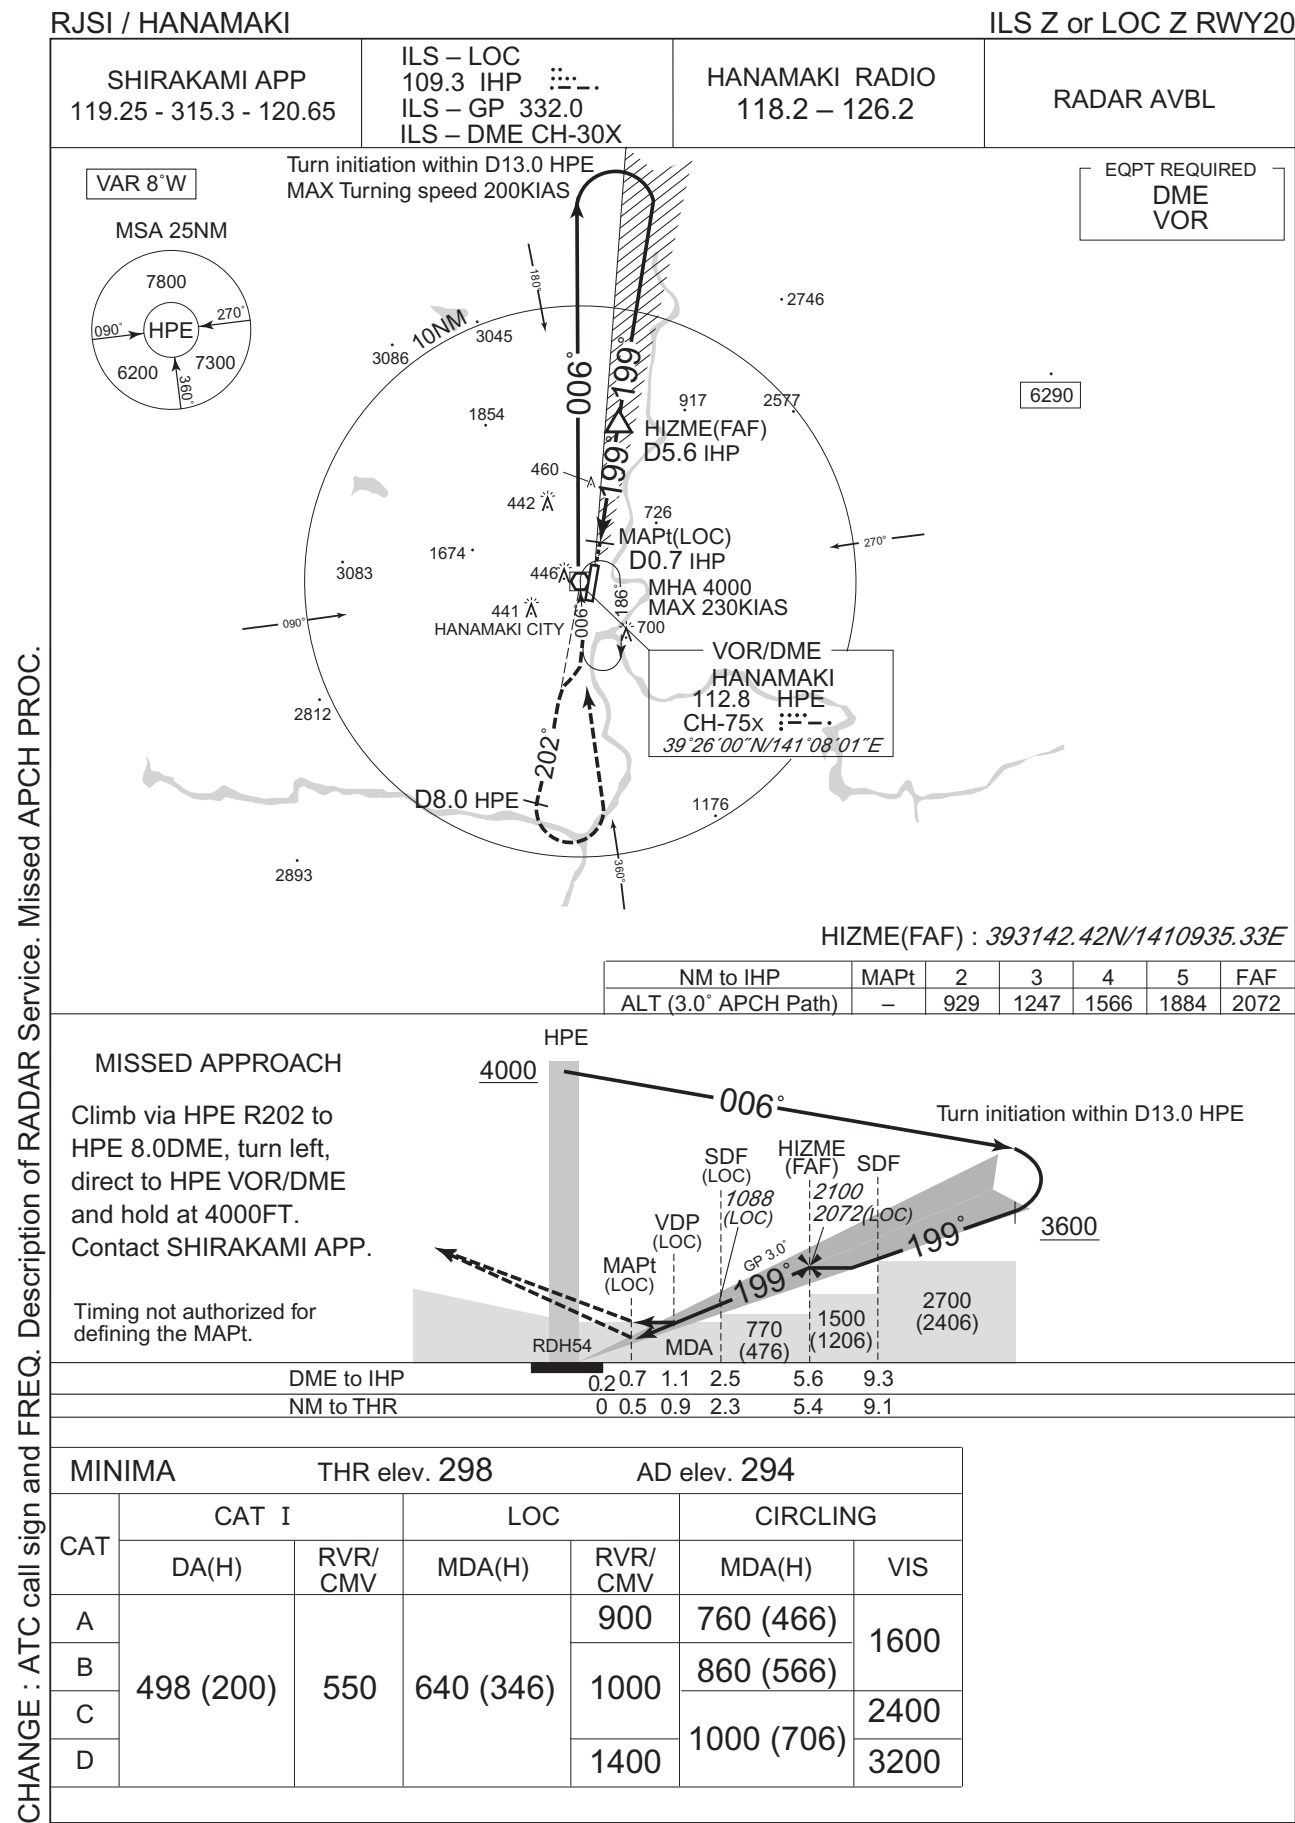 RJSI / HANAMAKI
ILS Z or LOC Z RWY20
SHIRAKAMI APP
119.25 - 315.3 - 120.65
ILS – LOC
109.3 IHP
ILS – GP 332.0
ILS – DME CH-30X
HANAMAKI RADIO
118.2 – 126.2
RADAR AVBL
VAR 8˚W
Turn initiation within D13.0 HPE
MAX Turning speed 200KIAS
EQPT REQUIRED
DME
VOR
MSA 25NM
7800
090˚
HPE
270˚
6200
7300
360˚
180˚
2746
10NM
3045
3086
006˚
199˚
6290
1854
917
2577
HIZME(FAF)
D5.6 IHP
199˚
460
442
726
MAPt(LOC)
D0.7 IHP
270˚
1674
3083
446
MHA 4000
MAX 230KIAS
186˚
006˚
441
HANAMAKI CITY
090˚
700
VOR/DME
HANAMAKI
112.8 HPE
CH-75x
39˚26´00˝N/141˚08´01˝E
2812
202˚
D8.0 HPE
1176
2893
360˚
HIZME(FAF) : 393142.42N/1410935.33E
NM to IHP MAPt 2 3 4 5 FAF
ALT (3.0˚ APCH Path) – 929 1247 1566 1884 2072
MISSED APPROACH
Climb via HPE R202 to
HPE 8.0DME, turn left,
direct to HPE VOR/DME
and hold at 4000FT.
Contact SHIRAKAMI APP.
Timing not authorized for
defining the MAPt.
HPE
4000
006˚
Turn initiation within D13.0 HPE
SDF
(LOC)
1088
(LOC)
HIZME
(FAF)
2100
2072(LOC)
SDF
VDP
(LOC)
MAPt
(LOC)
GP 3.0˚
199˚
199˚
3600
RDH54
MDA
770
(476)
1500
(1206)
2700
(2406)
DME to IHP 0.2 0.7 1.1 2.5 5.6 9.3
NM to THR 0 0.5 0.9 2.3 5.4 9.1
MINIMA THR elev. 298 AD elev. 294
CAT
CAT I
LOC
CIRCLING
DA(H)
RVR/
CMV
MDA(H)
RVR/
CMV
MDA(H)
VIS
A
B
C
D
498 (200)
550
640 (346)
900
1000
1400
760 (466)
860 (566)
1000 (706)
1600
2400
3200
CHANGE : ATC call sign and FREQ. Description of RADAR Service. Missed APCH PROC.